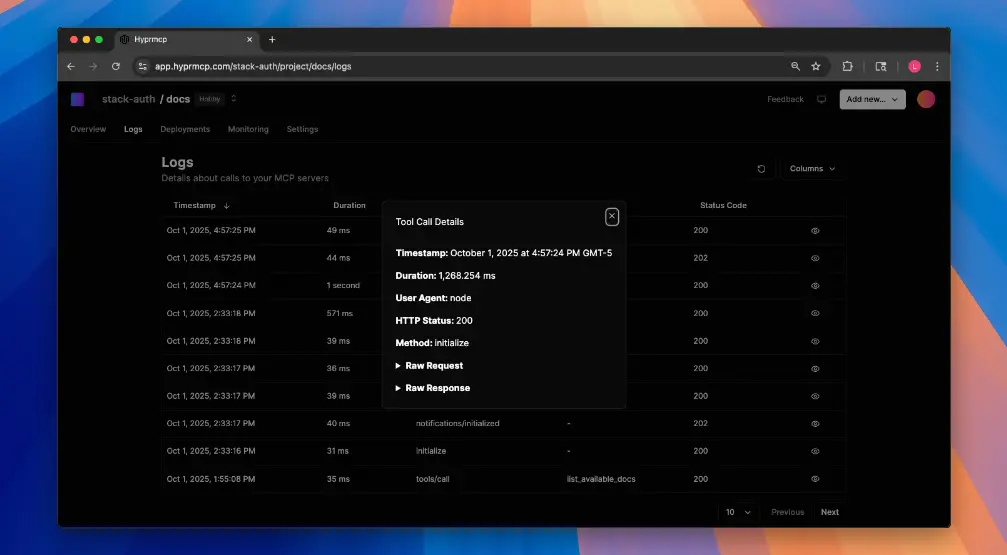 Hyprmcp
app.hyprmcp.com/stack-auth/project/docs/logs
L
stack-auth / docs Hobby
Feedback
Add new...
Overview Logs Deployments Monitoring Settings
Logs
Details about calls to your MCP servers
Columns
Timestamp Duration Status Code
Oct 1, 2025, 4:57:25 PM 49 ms 200
Oct 1, 2025, 4:57:25 PM 44 ms 202
Oct 1, 2025, 4:57:24 PM 1 second 200
Oct 1, 2025, 2:33:18 PM 571 ms 200
Oct 1, 2025, 2:33:18 PM 39 ms 200
Oct 1, 2025, 2:33:17 PM 36 ms 200
Oct 1, 2025, 2:33:17 PM 39 ms 200
Oct 1, 2025, 2:33:17 PM 40 ms notifications/initialized - 202
Oct 1, 2025, 2:33:16 PM 31 ms initialize - 200
Oct 1, 2025, 1:55:08 PM 35 ms tools/call list_available_docs 200
10 Previous Next
Tool Call Details
Timestamp: October 1, 2025 at 4:57:24 PM GMT-5
Duration: 1,268.254 ms
User Agent: node
HTTP Status: 200
Method: initialize
Raw Request
Raw Response